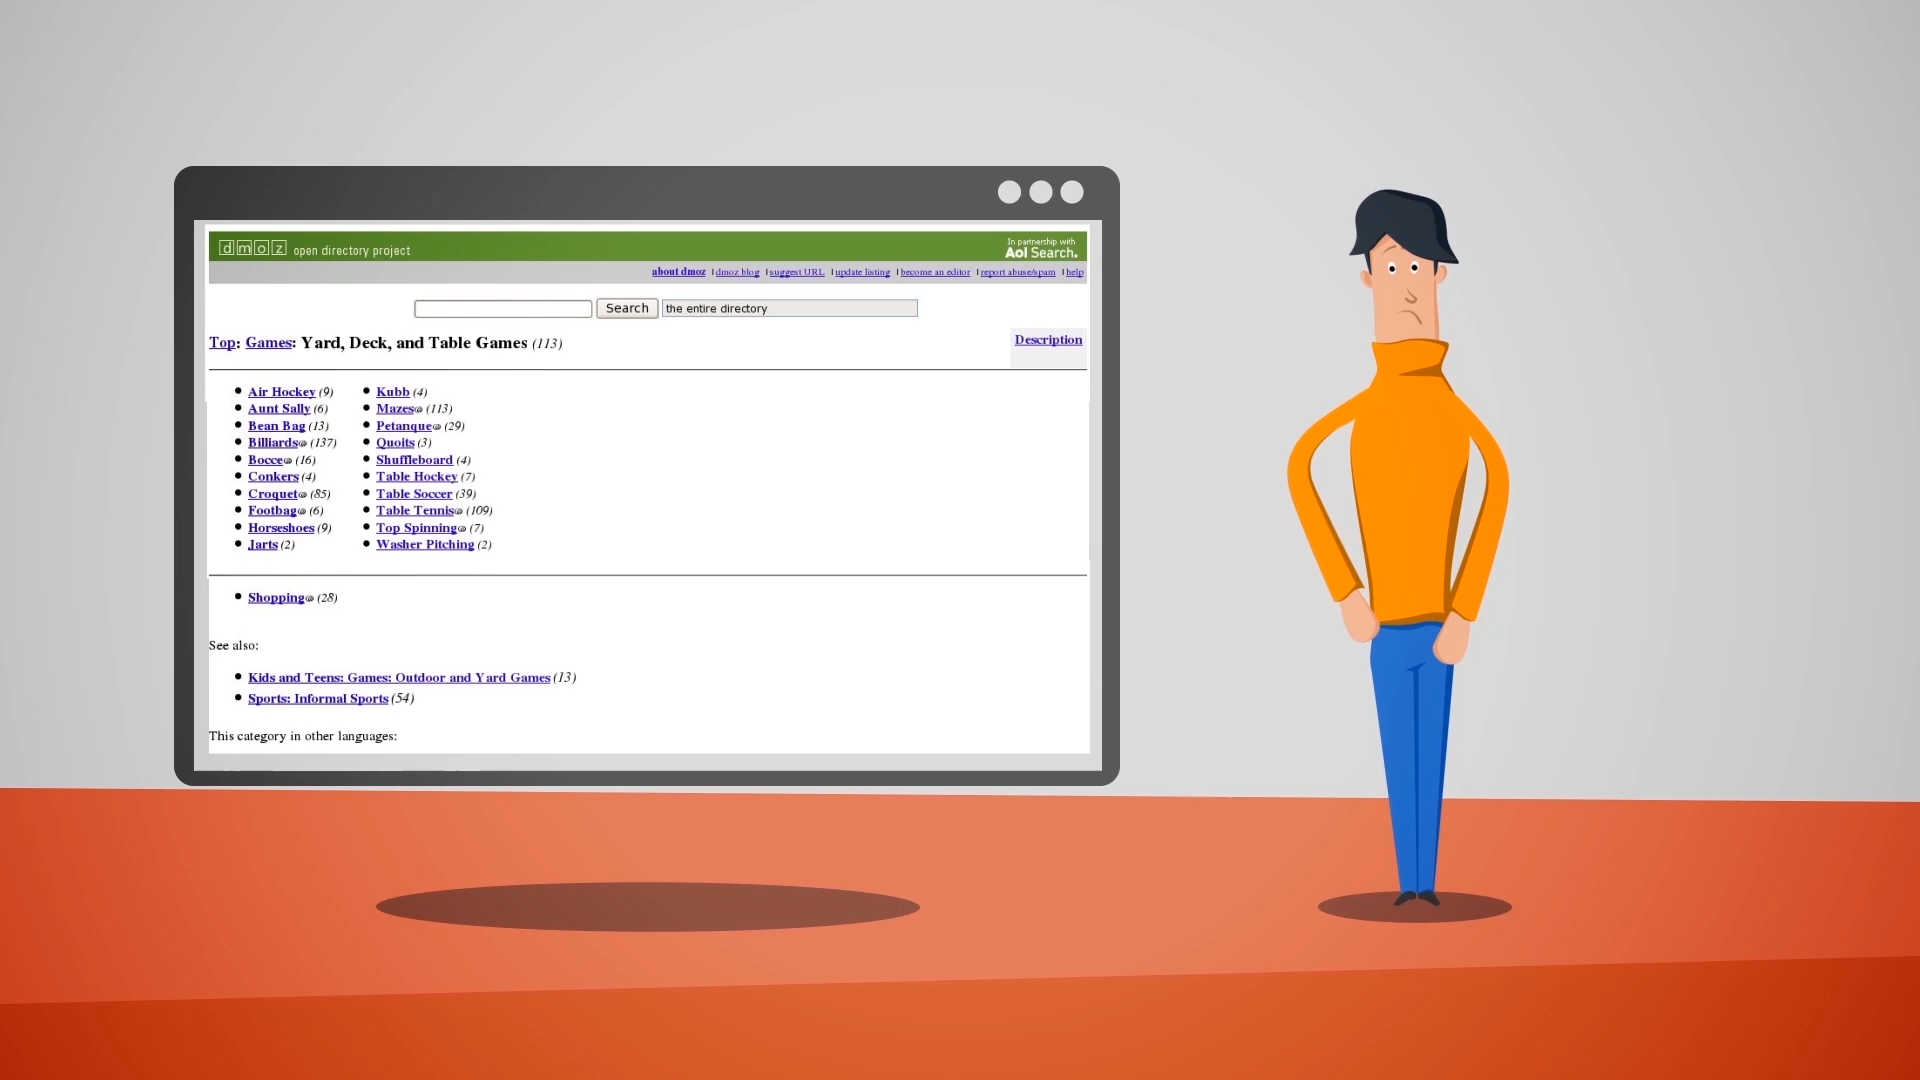 dmoz open directory project
In partnership with
Aol Search.
about dmoz | dmoz blog | suggest URL | update listing | become an editor | report abuse/spam | help
Search the entire directory
Top: Games: Yard, Deck, and Table Games (113)
Description
Air Hockey (9)
Aunt Sally (6)
Bean Bag (13)
Billiards@ (137)
Bocce@ (16)
Conkers (4)
Croquet@ (85)
Footbag@ (6)
Horseshoes (9)
Jarts (2)
Kubb (4)
Mazes@ (113)
Petanque@ (29)
Quoits (3)
Shuffleboard (4)
Table Hockey (7)
Table Soccer (39)
Table Tennis@ (109)
Top Spinning@ (7)
Washer Pitching (2)
Shopping@ (28)
See also:
Kids and Teens: Games: Outdoor and Yard Games (13)
Sports: Informal Sports (54)
This category in other languages: